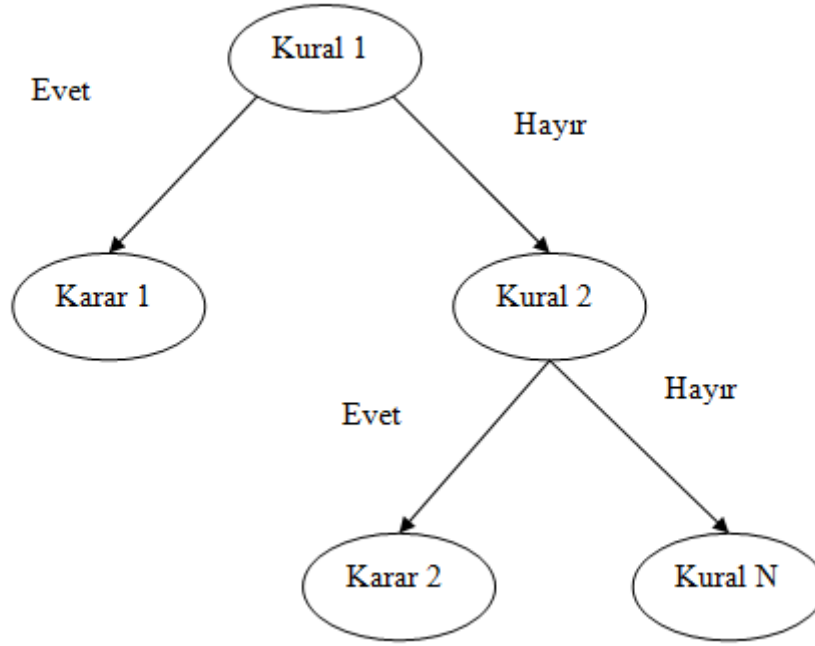 Kural 1
Evet
Hayır
Karar 1
Kural 2
Evet
Hayır
Karar 2
Kural N